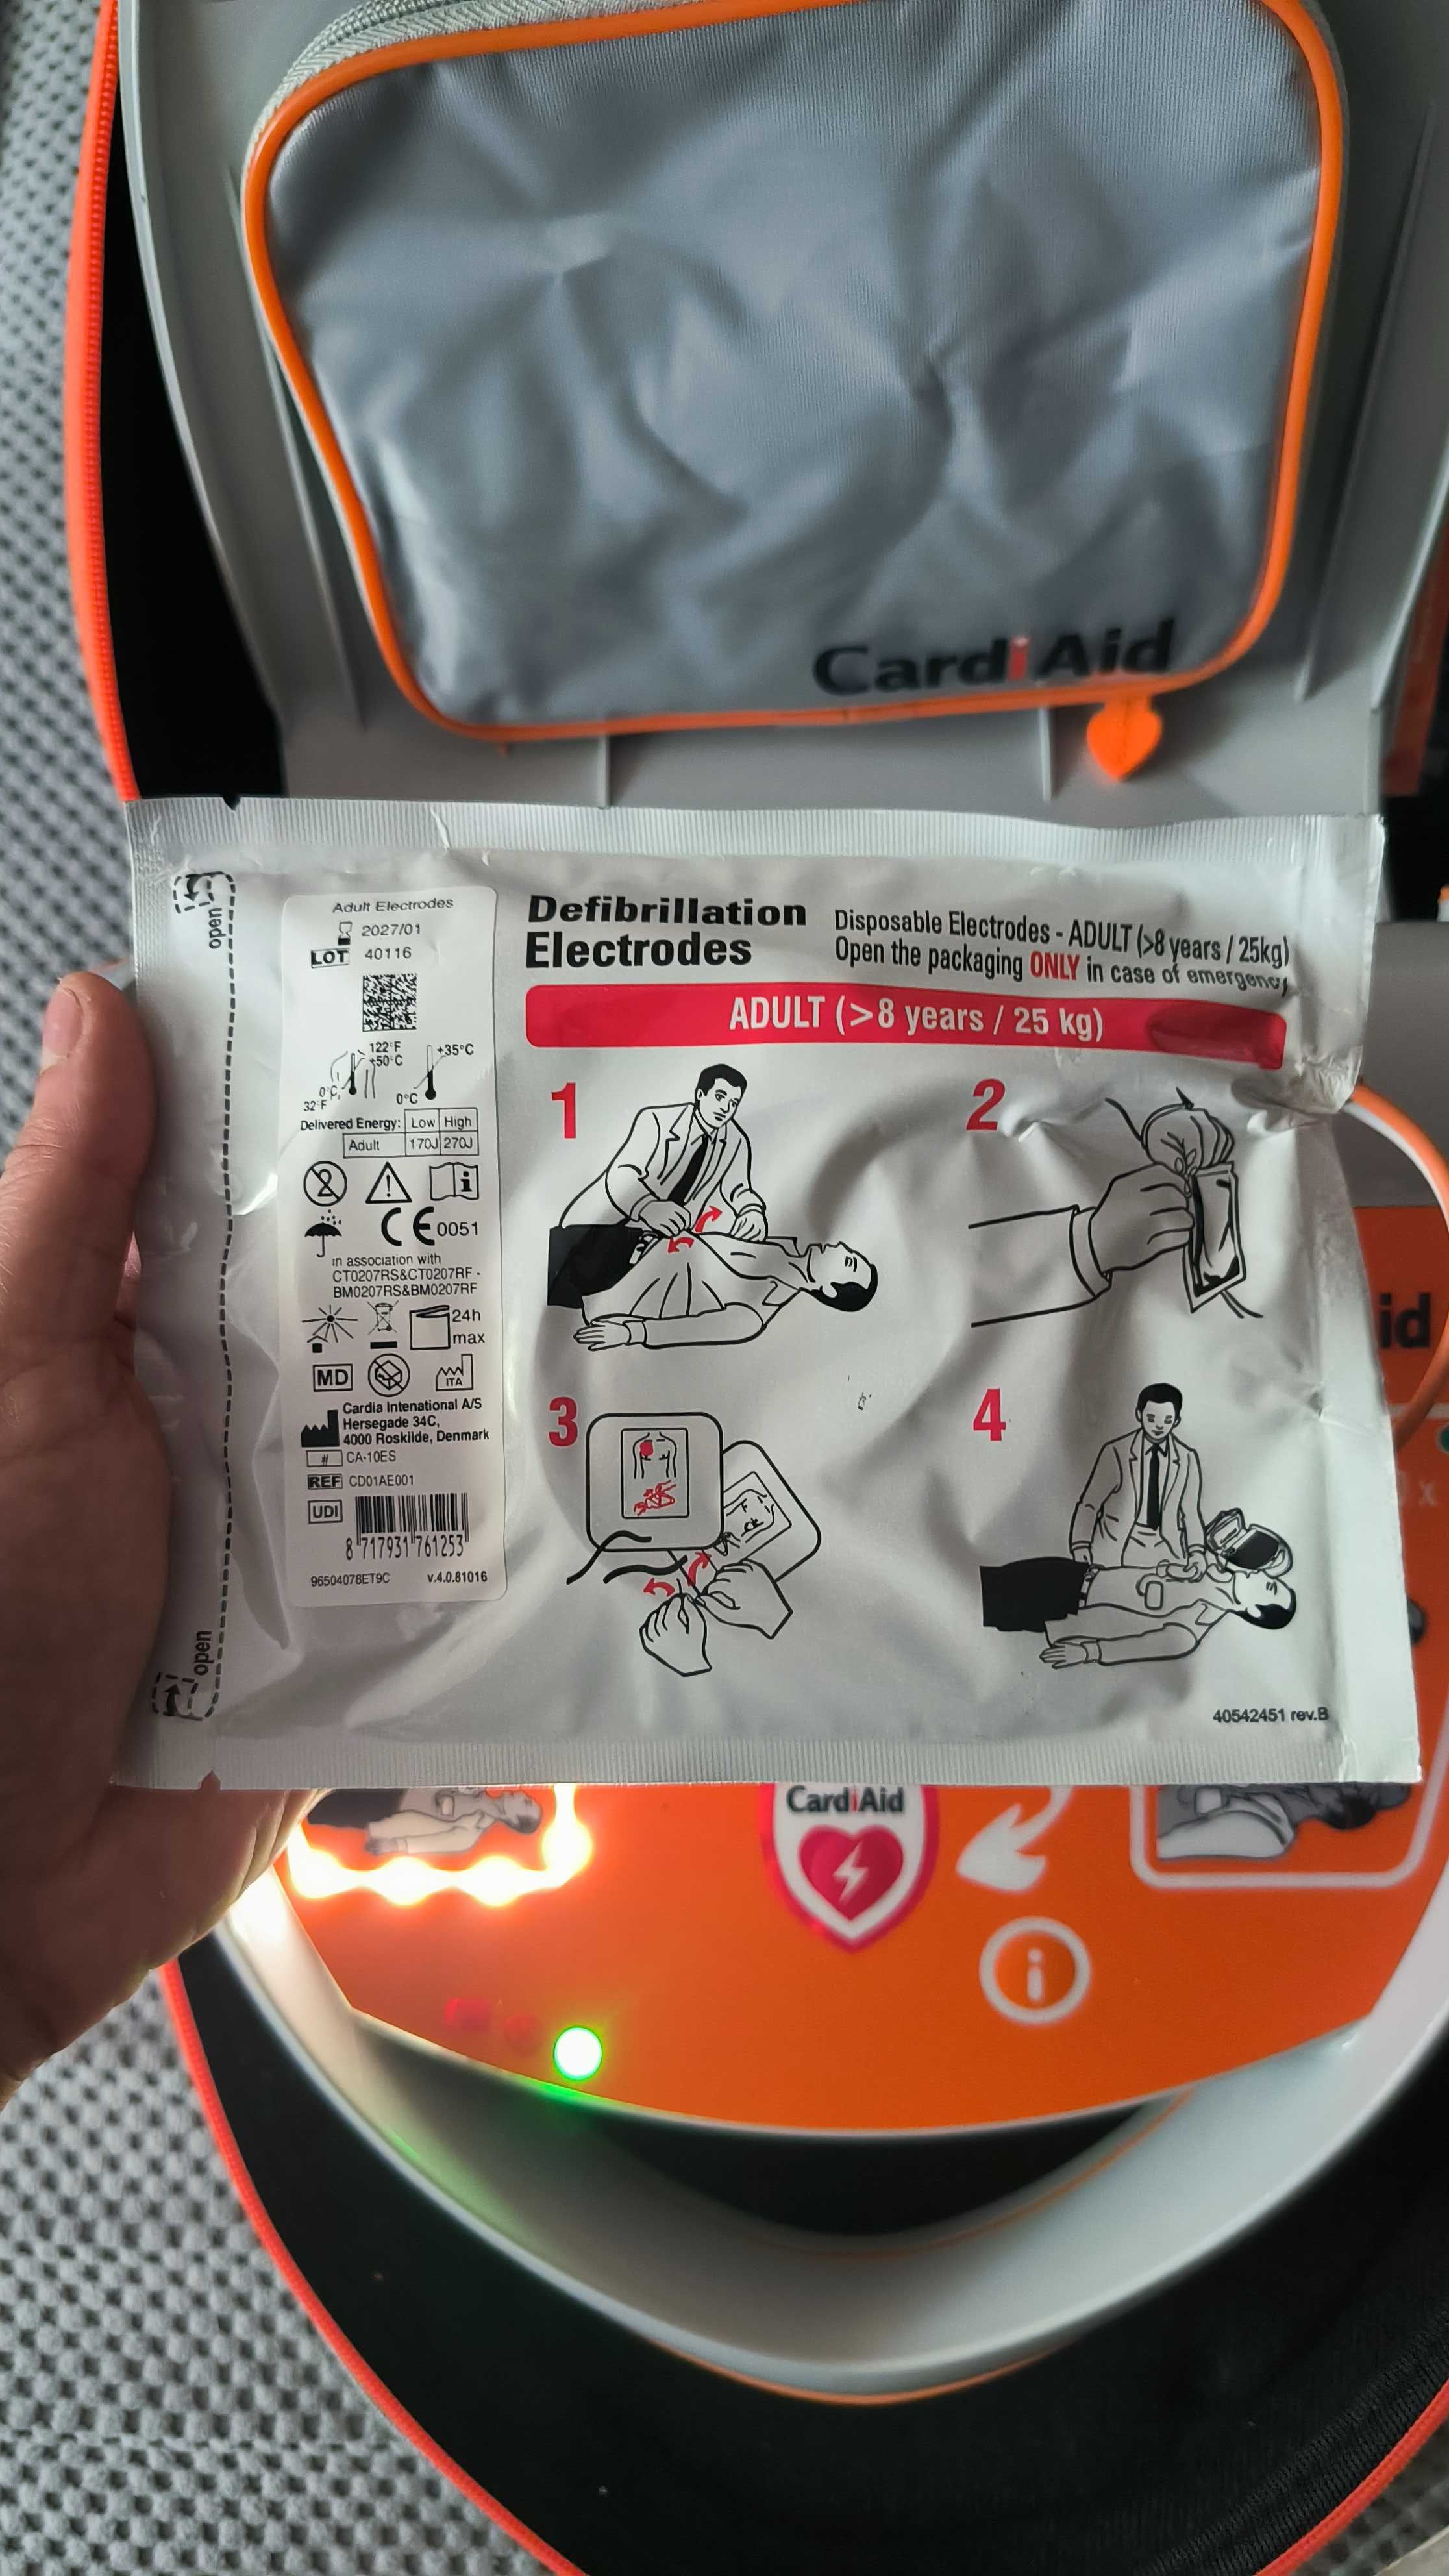 CardiAid
open
Adult Electrodes
2027/01
LOT 40116
122°F
+50°C
0°C
32°F
+35°C
0°C
Delivered Energy: Low High
Adult 170J 270J
2
i
CE 0051
in association with
CT0207RS&CT0207RF -
BM0207RS&BM0207RF
24h
max
MD
ITA
Cardia Intenational A/S
Hersegade 34C,
4000 Roskilde, Denmark
# CA-10ES
REF CD01AE001
UDI
8 717931 761253
96504078ET9C v.4.0.81016
open
Defibrillation
Electrodes
Disposable Electrodes - ADULT (>8 years / 25kg)
Open the packaging ONLY in case of emergency
ADULT (>8 years / 25 kg)
1
2
3
4
40542451 rev.B
id
x
CardiAid
i